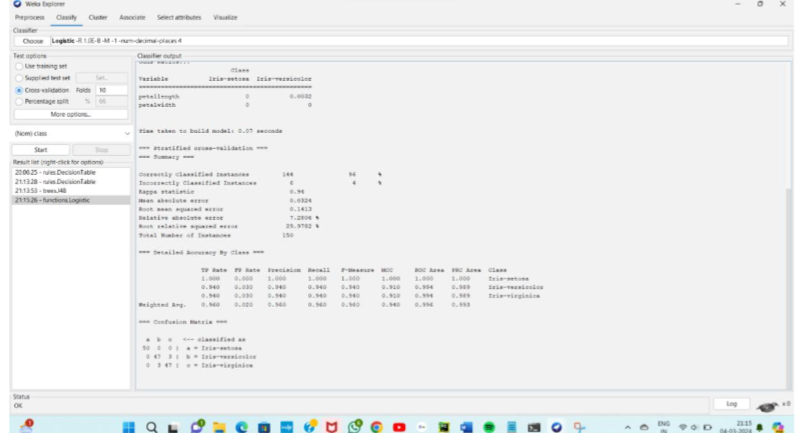 Weka Explorer
Preprocess Classify Cluster Associate Select attributes Visualize
Classifier
Choose Logistic -R 1.0E-8 -M -1 -num-decimal-places 4
Test options
Use training set
Supplied test set Set...
Cross-validation Folds 10
Percentage split % 66
More options...
(Nom) class
Start Stop
Result list (right-click for options)
20:06:25 - rules.DecisionTable
21:13:28 - rules.DecisionTable
21:13:53 - trees.J48
21:15:26 - functions.Logistic
Classifier output
Class
Variable Iris-setosa Iris-versicolor
petallength 0 0.0032
petalwidth 0 0
Time taken to build model: 0.07 seconds
=== Stratified cross-validation ===
=== Summary ===
Correctly Classified Instances 144 96 %
Incorrectly Classified Instances 6 4 %
Kappa statistic 0.94
Mean absolute error 0.0324
Root mean squared error 0.1413
Relative absolute error 7.2806 %
Root relative squared error 29.9782 %
Total Number of Instances 150
=== Detailed Accuracy By Class ===
TP Rate FP Rate Precision Recall F-Measure MCC ROC Area PRC Area Class
1.000 0.000 1.000 1.000 1.000 1.000 1.000 1.000 Iris-setosa
0.940 0.030 0.940 0.940 0.940 0.910 0.994 0.989 Iris-versicolor
0.940 0.030 0.940 0.940 0.940 0.910 0.994 0.989 Iris-virginica
Weighted Avg. 0.960 0.020 0.960 0.960 0.960 0.940 0.996 0.993
=== Confusion Matrix ===
a b c <-- classified as
50 0 0 | a = Iris-setosa
0 47 3 | b = Iris-versicolor
0 3 47 | c = Iris-virginica
Status
OK
Log x 0
ENG
IN
21:15
04-03-2024